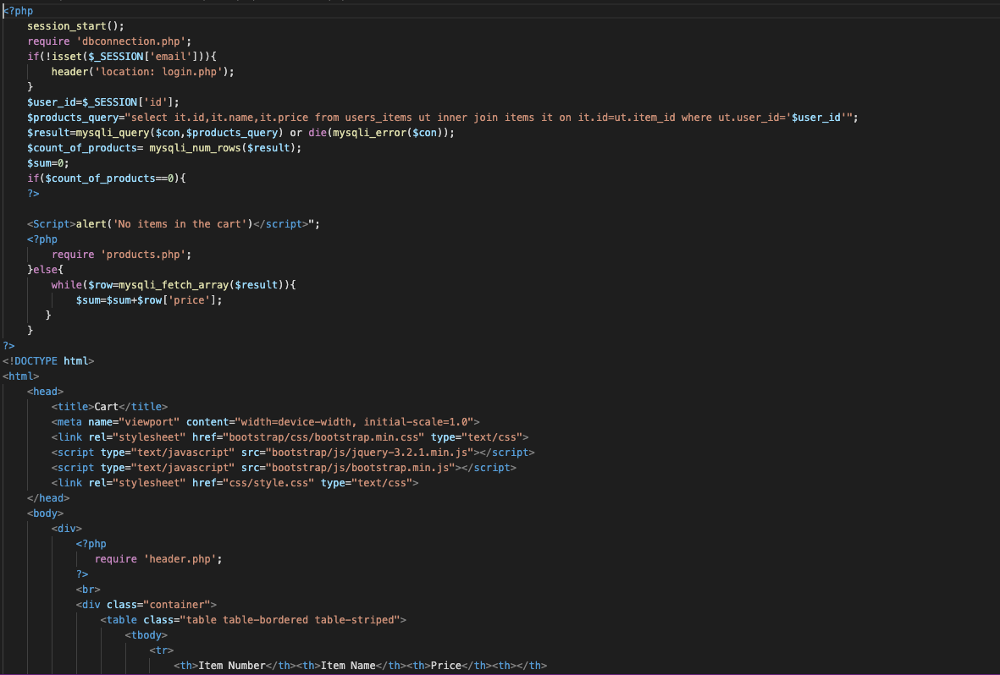 <?php
session_start();
require 'dbconnection.php';
if(!isset($_SESSION['email'])){
header('location: login.php');
}
$user_id=$_SESSION['id'];
$products_query="select it.id,it.name,it.price from users_items ut inner join items it on it.id=ut.item_id where ut.user_id='$user_id'";
$result=mysqli_query($con,$products_query) or die(mysqli_error($con));
$count_of_products= mysqli_num_rows($result);
$sum=0;
if($count_of_products==0){
?>
<Script>alert('No items in the cart')</script>";
<?php
require 'products.php';
}else{
while($row=mysqli_fetch_array($result)){
$sum=$sum+$row['price'];
}
}
?>
<!DOCTYPE html>
<html>
<head>
<title>Cart</title>
<meta name="viewport" content="width=device-width, initial-scale=1.0">
<link rel="stylesheet" href="bootstrap/css/bootstrap.min.css" type="text/css">
<script type="text/javascript" src="bootstrap/js/jquery-3.2.1.min.js"></script>
<script type="text/javascript" src="bootstrap/js/bootstrap.min.js"></script>
<link rel="stylesheet" href="css/style.css" type="text/css">
</head>
<body>
<div>
<?php
require 'header.php';
?>
<br>
<div class="container">
<table class="table table-bordered table-striped">
<tbody>
<tr>
<th>Item Number</th><th>Item Name</th><th>Price</th><th></th>